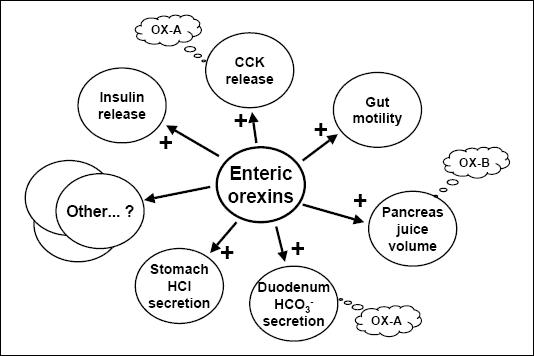 OX-A
CCK
release
Insulin
release
+
+
+
Gut
motility
Enteric
orexins
OX-B
+
Pancreas
juice
volume
Other... ?
+
+
Stomach
HCl
secretion
Duodenum
HCO₃⁻
secretion
OX-A